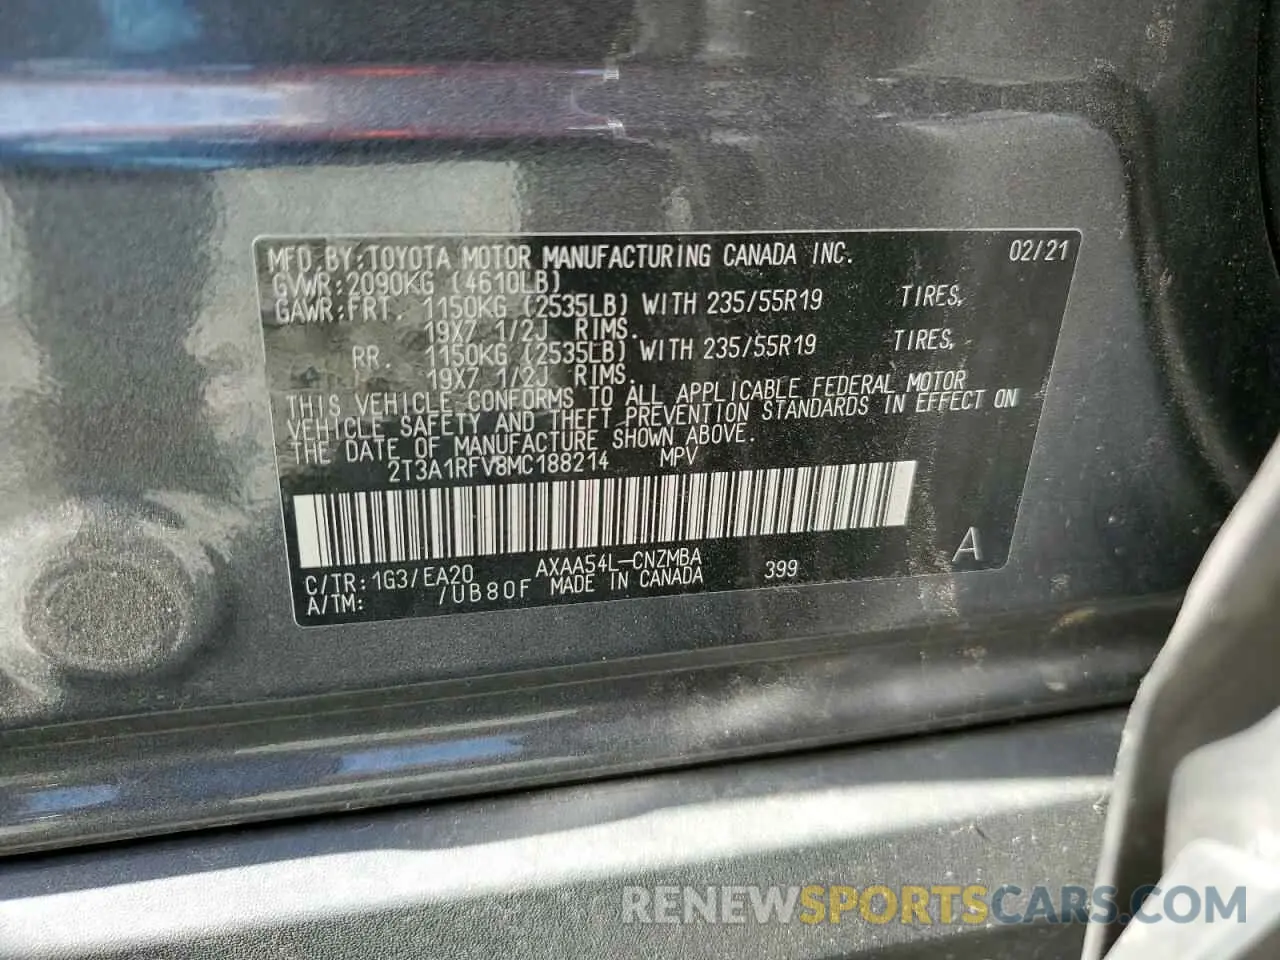 MFD.BY:TOYOTA MOTOR MANUFACTURING CANADA INC. 02/21
GVWR:2090KG (4610LB)
GAWR:FRT. 1150KG (2535LB) WITH 235/55R19 TIRES,
19X7 1/2J RIMS.
RR. 1150KG (2535LB) WITH 235/55R19 TIRES,
19X7 1/2J RIMS.
THIS VEHICLE CONFORMS TO ALL APPLICABLE FEDERAL MOTOR
VEHICLE SAFETY AND THEFT PREVENTION STANDARDS IN EFFECT ON
THE DATE OF MANUFACTURE SHOWN ABOVE.
2T3A1RFV8MC188214 MPV
C/TR:1G3/EA20 AXAA54L-CNZMBA A
A/TM: /UB80F MADE IN CANADA 399
RENEWSPORTSCARS.COM